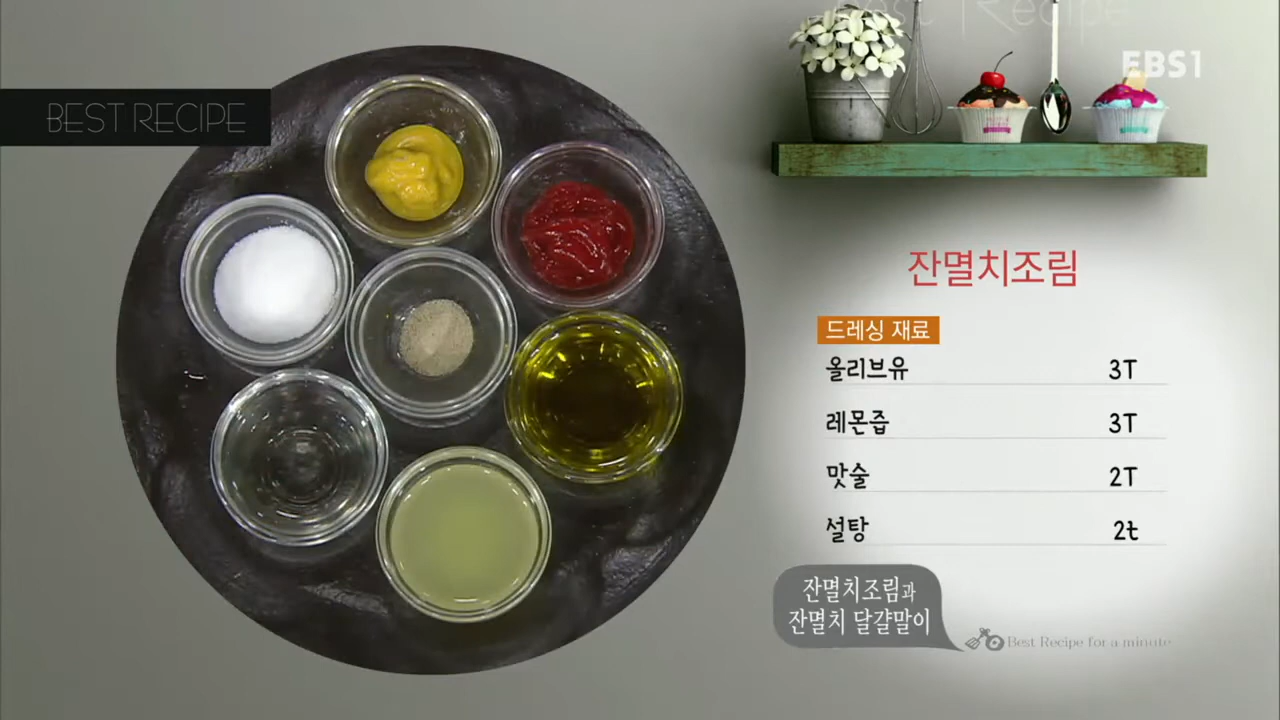 Best Recipe
EBS1
BEST RECIPE
잔멸치조림
드레싱 재료
올리브유 3T
레몬즙 3T
맛술 2T
설탕 2t
잔멸치조림과
잔멸치 달걀말이
Best Recipe for a minute